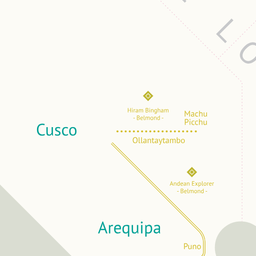 L O
Hiram Bingham
- Belmond -
Machu
Picchu
Cusco
Ollantaytambo
Andean Explorer
- Belmond -
Arequipa
Puno